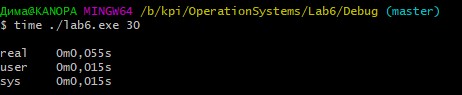 Дима@KANOPA MINGW64 /b/kpi/OperationSystems/Lab6/Debug (master)
$ time ./lab6.exe 30
real 0m0,055s
user 0m0,015s
sys 0m0,015s